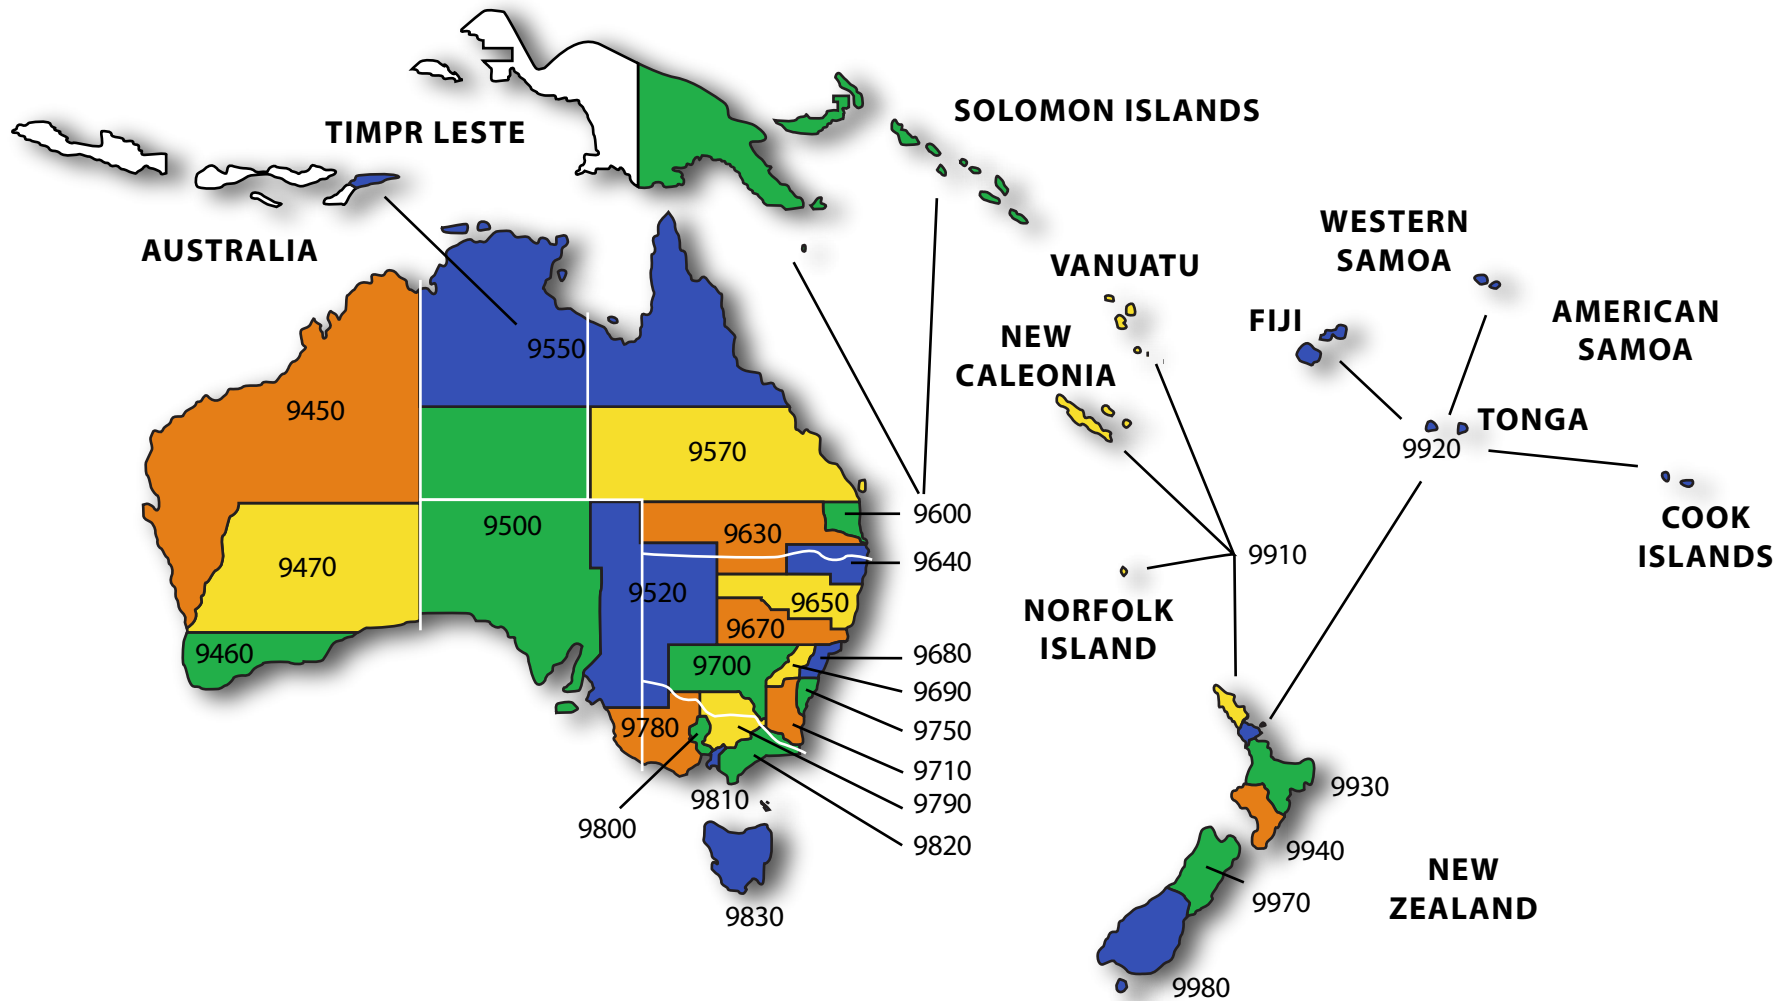 SOLOMON ISLANDS
TIMPR LESTE
AUSTRALIA
WESTERN
SAMOA
VANUATU
FIJI
AMERICAN
SAMOA
NEW
CALEONIA
9550
9450
TONGA
9920
9570
9600
9500
9630
COOK
ISLANDS
9640
9910
9470
9520
9650
NORFOLK
ISLAND
9670
9460
9700
9680
9690
9780
9750
9710
9930
9810
9790
9800
9820
9940
NEW
ZEALAND
9970
9830
9980